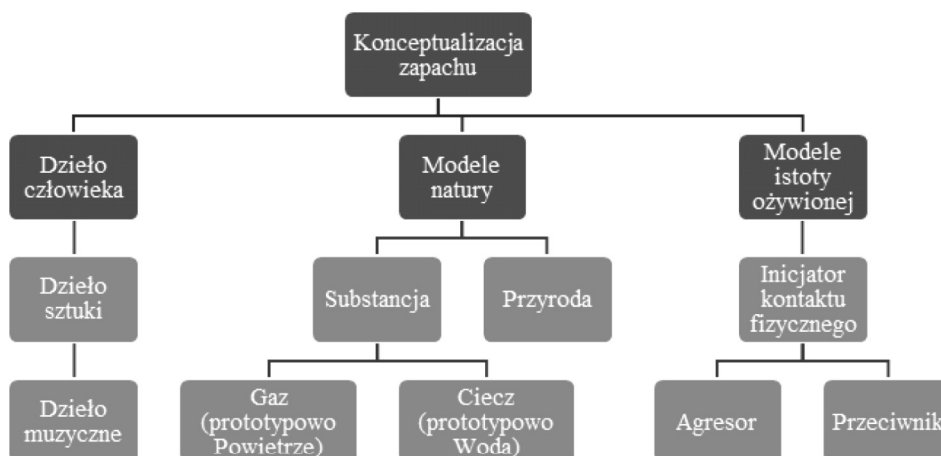 Konceptualizacja
zapachu
Dzieło
człowieka
Modele
natury
Modele
istoty
ożywionej
Dzieło
sztuki
Substancja
Przyroda
Inicjator
kontaktu
fizycznego
Dzieło
muzyczne
Gaz
(prototypowo
Powietrze)
Ciecz
(prototypowo
Woda)
Agresor
Przeciwnik